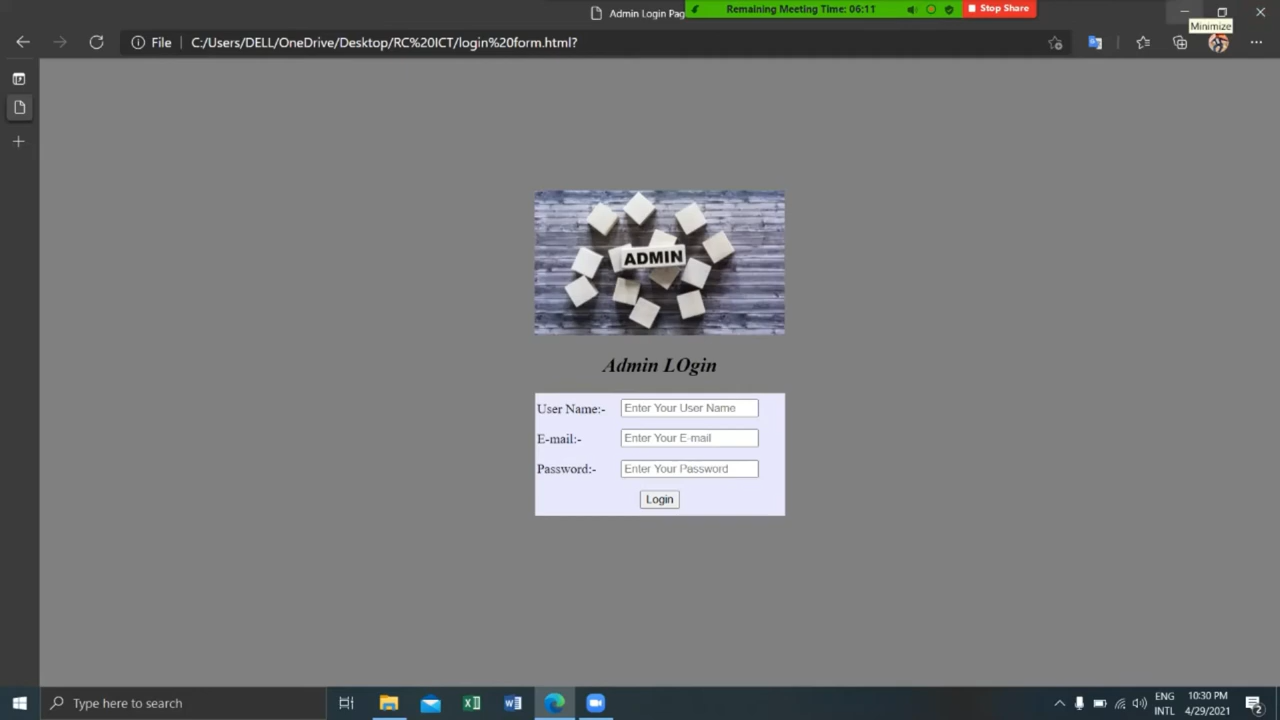 Admin Login Pag
Remaining Meeting Time: 06:11
Stop Share
Minimize
File
C:/Users/DELL/OneDrive/Desktop/RC%20ICT/login%20form.html?
ADMIN
Admin LOgin
User Name:- Enter Your User Name
E-mail:- Enter Your E-mail
Password:- Enter Your Password
Login
Type here to search
ENG
INTL
10:30 PM
4/29/2021
2